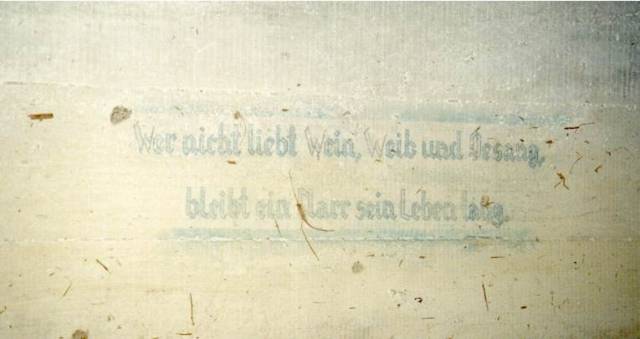 Wer nicht liebt Wein, Weib und Gesang,
bleibt ein Narr sein Leben lang.